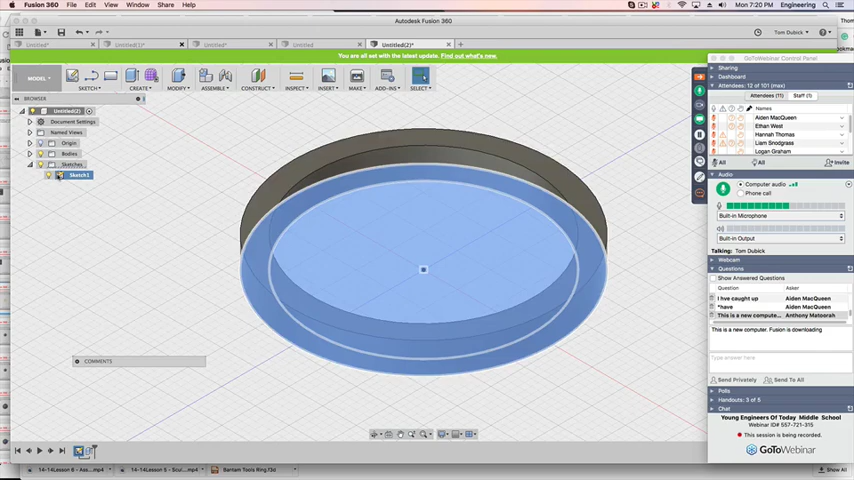 Fusion 360 File Edit View Window Share Help
Mon 7:20 PM Engineering
Autodesk Fusion 360
Untitled* Untitled(1)* Untitled* Untitled Untitled(2)* Tom Dubick
You are all set with the latest update. Find out what's new.
MODEL SKETCH CREATE MODIFY ASSEMBLE CONSTRUCT INSPECT INSERT MAKE ADD-INS SELECT
BROWSER
Untitled(2)
Document Settings
Named Views
Origin
Bodies
Sketches
Sketch1
COMMENTS
GoToWebinar Control Panel
Sharing
Dashboard
Attendees: 12 of 101 (max)
Attendees (11) Staff (1)
Names
Aiden MacQueen
Ethan West
Hannah Thomas
Liam Snodgrass
Logan Graham
All All Invite
Audio
Computer audio
Phone call
Built-in Microphone
Built-in Output
Talking: Tom Dubick
Webcam
Questions
Show Answered Questions
Question Asker
I hve caught up Aiden MacQueen
*have Aiden MacQueen
This is a new compute... Anthony Matoorah
This is a new computer. Fusion is downloading
Type answer here
Send Privately Send To All
Polls
Handouts: 3 of 5
Chat
Young Engineers Of Today Middle School
Webinar ID# 557-721-315
This session is being recorded.
GoToWebinar
14-14Lesson 6 - Ass....mp4 14-14Lesson 5 - Scul....mp4 Bantam Tools Ring.f3d Show All